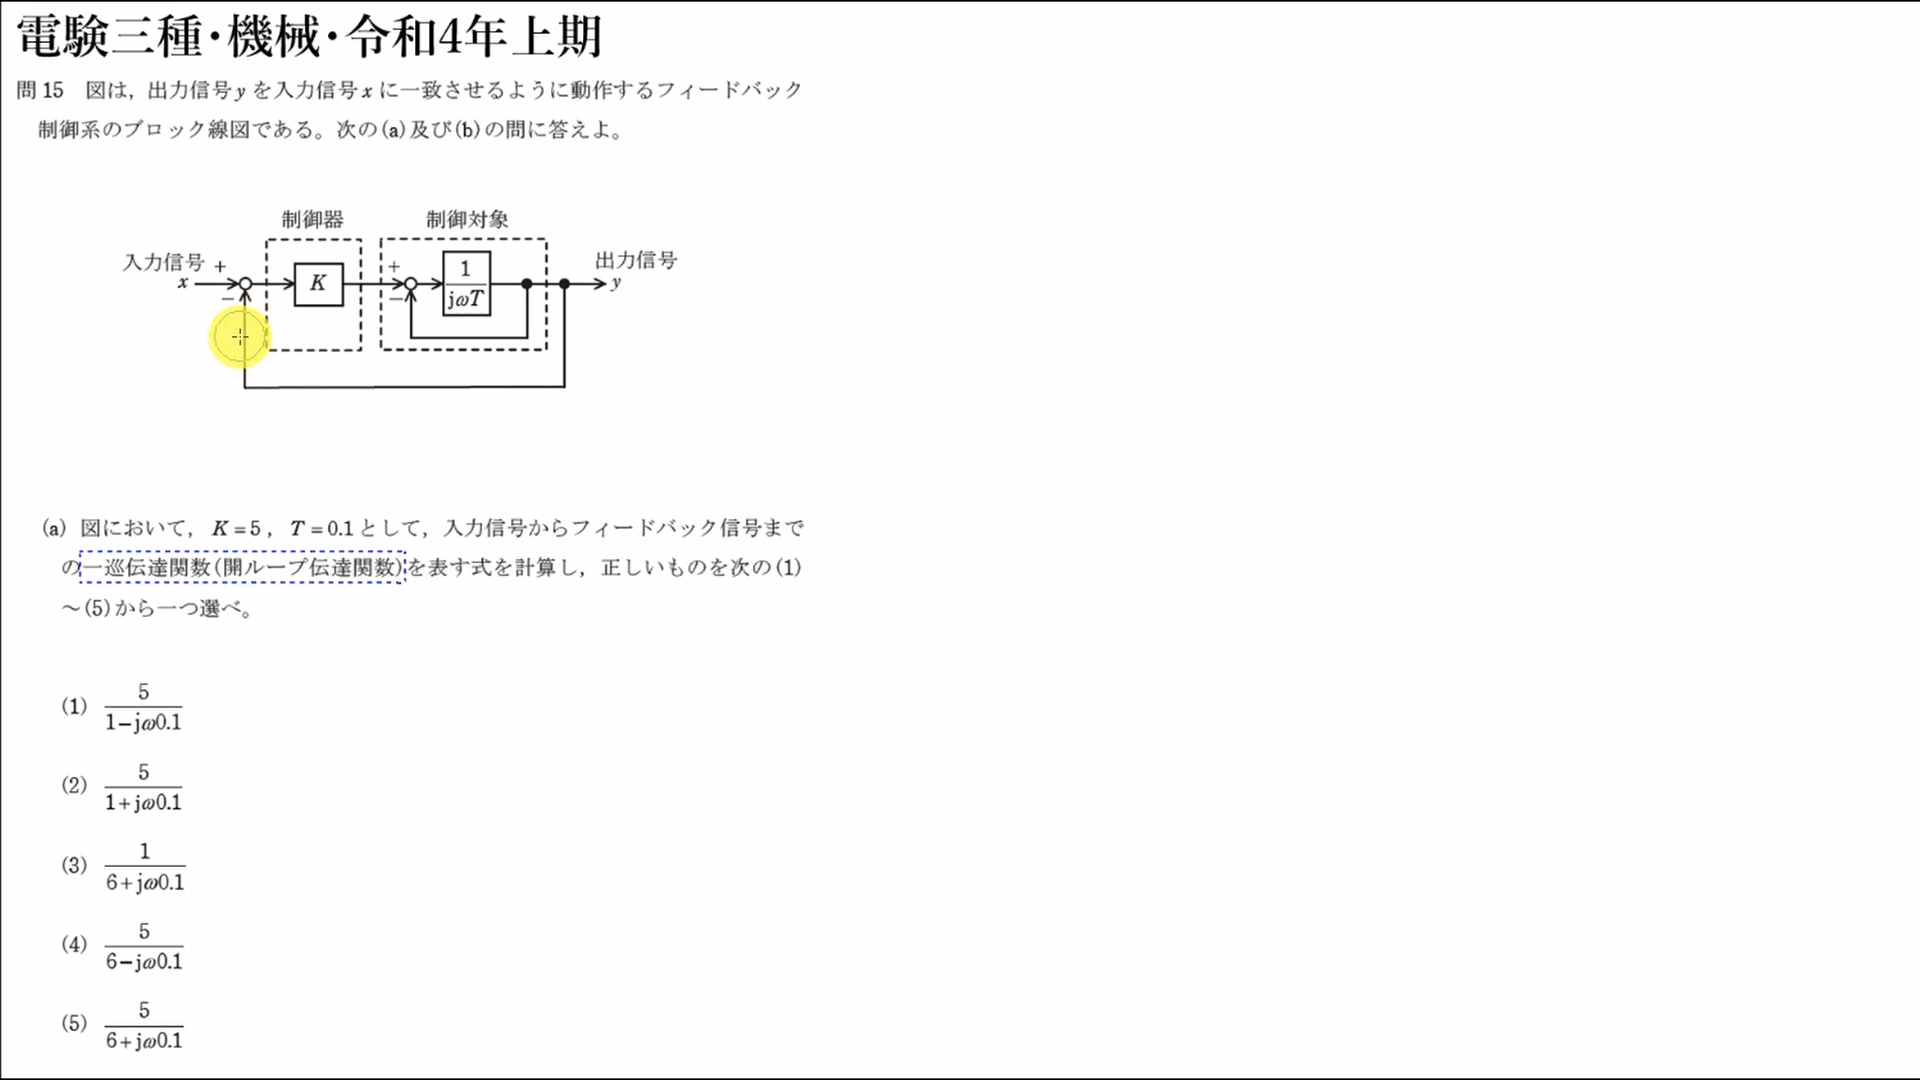 電験三種・機械・令和4年上期
問15 図は，出力信号yを入力信号xに一致させるように動作するフィードバック
制御系のブロック線図である。次の(a)及び(b)の問に答えよ。
制御器 制御対象
入力信号 + + 出力信号
x K 1/jωT y
− −
(a) 図において，K=5，T=0.1として，入力信号からフィードバック信号まで
の一巡伝達関数(開ループ伝達関数)を表す式を計算し，正しいものを次の(1)
～(5)から一つ選べ。
(1) 5/1−jω0.1
(2) 5/1+jω0.1
(3) 1/6+jω0.1
(4) 5/6−jω0.1
(5) 5/6+jω0.1